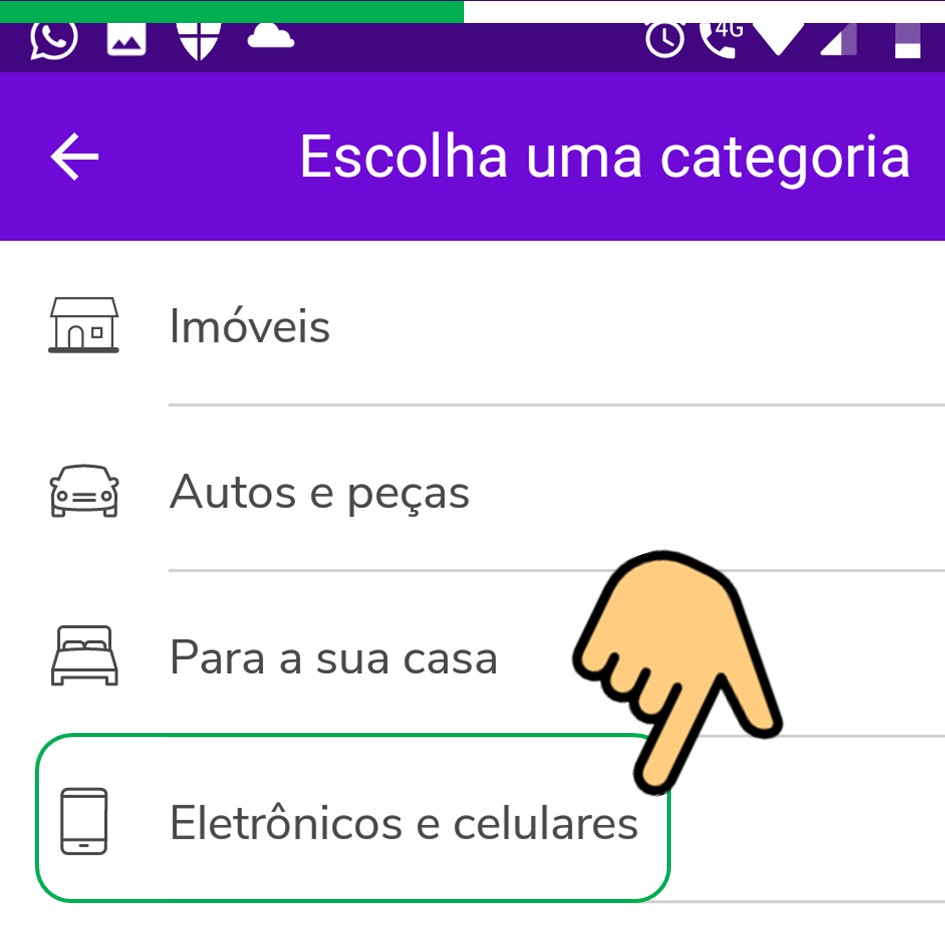 4G
Escolha uma categoria
Imóveis
Autos e peças
Para a sua casa
Eletrônicos e celulares